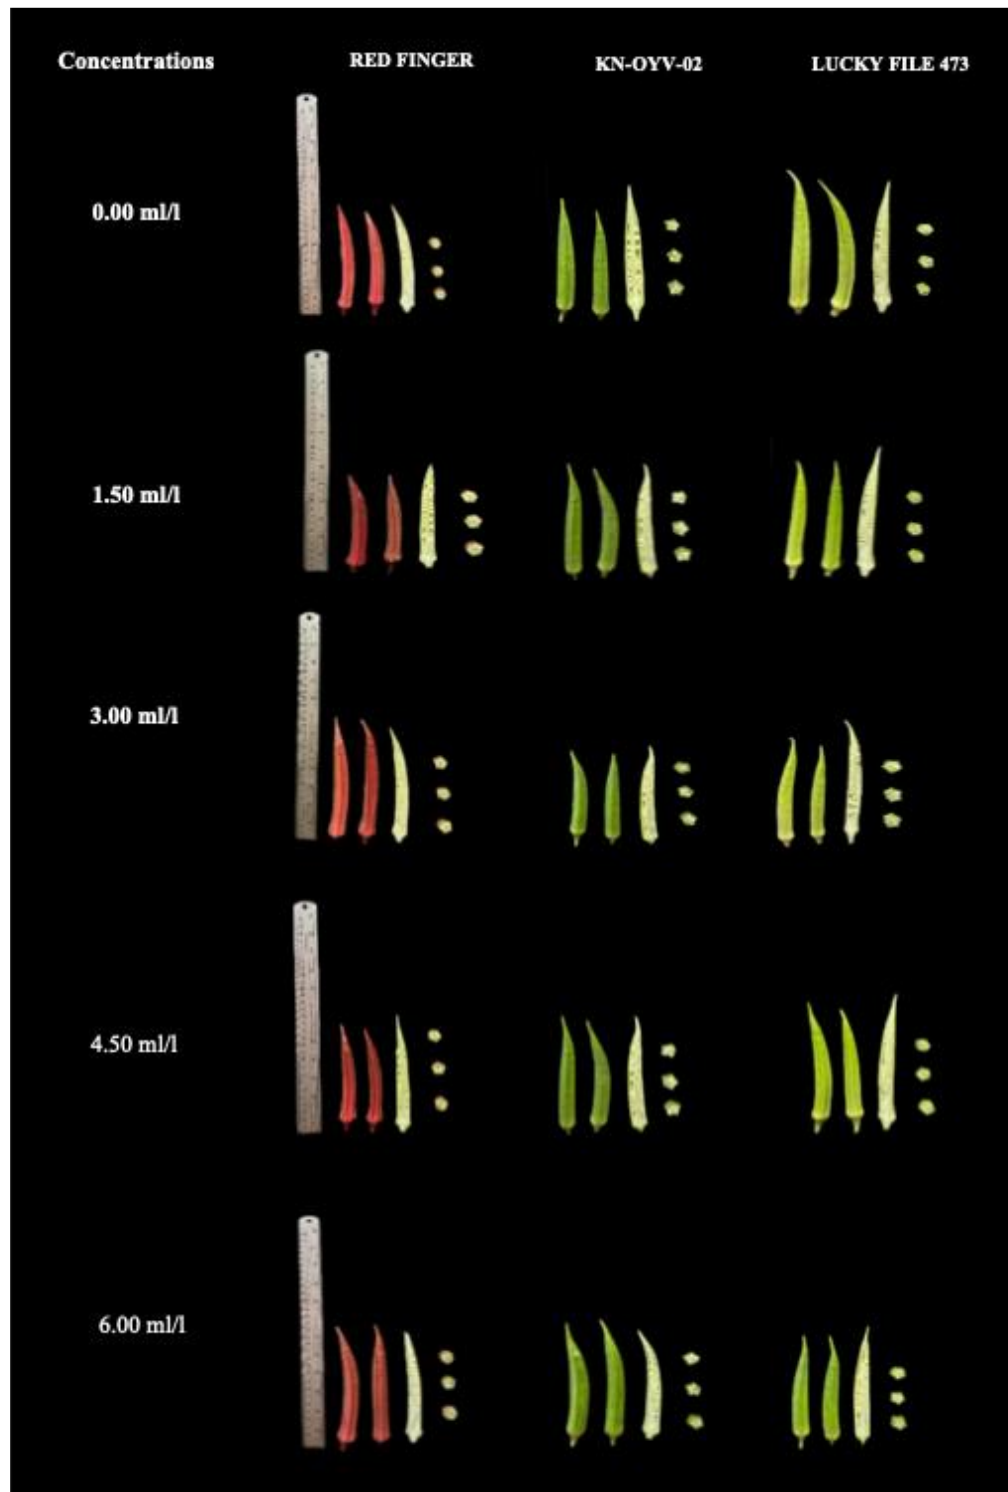 Concentrations RED FINGER KN-OYV-02 LUCKY FILE 473
0.00 ml/l
1.50 ml/l
3.00 ml/l
4.50 ml/l
6.00 ml/l